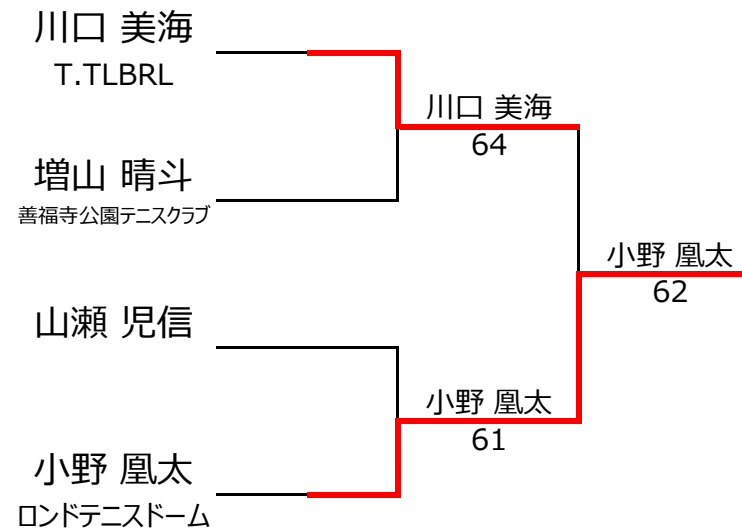 川口 美海
T.TLBRL
川口 美海
64
増山 晴斗
善福寺公園テニスクラブ
小野 凰太
62
山瀬 児信
小野 凰太
61
小野 凰太
ロンドテニスドーム